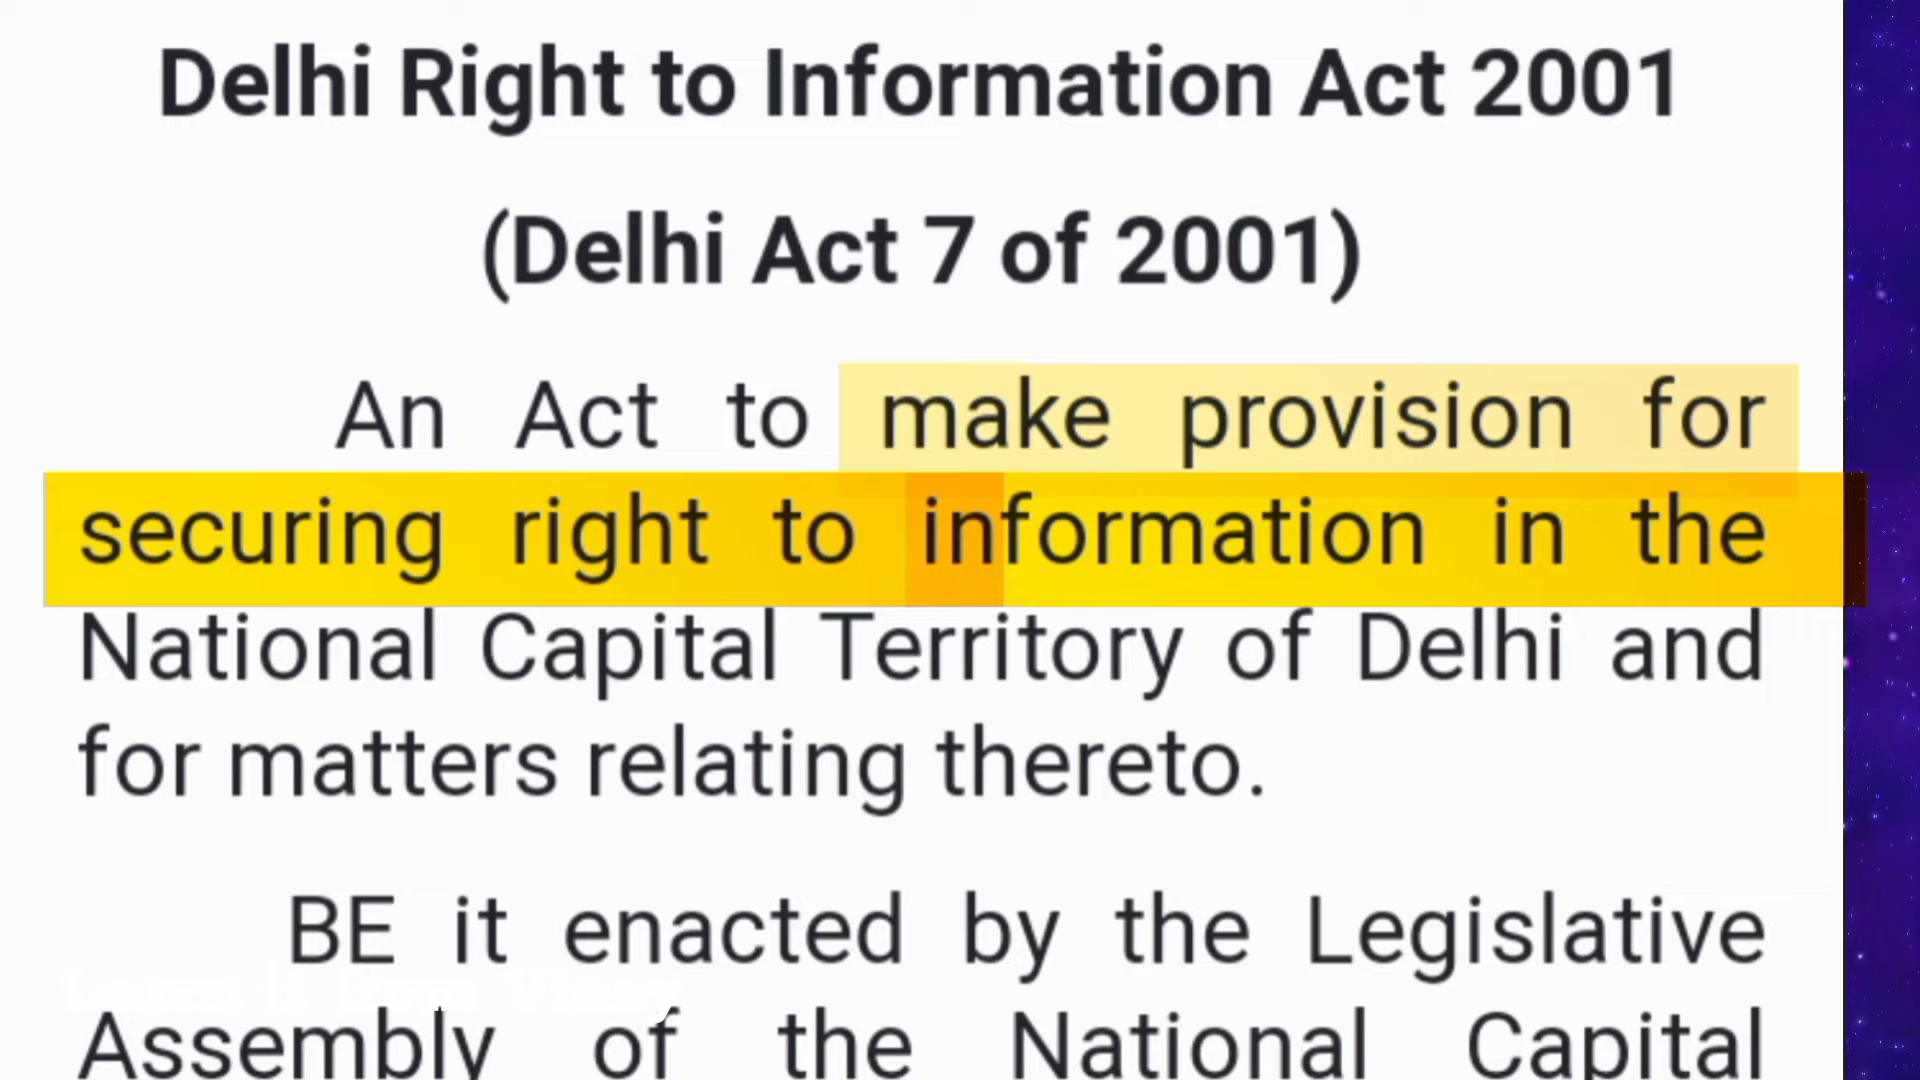 Delhi Right to Information Act 2001
(Delhi Act 7 of 2001)
An Act to make provision for
securing right to information in the
National Capital Territory of Delhi and
for matters relating thereto.
BE it enacted by the Legislative
Assembly of the National Capital